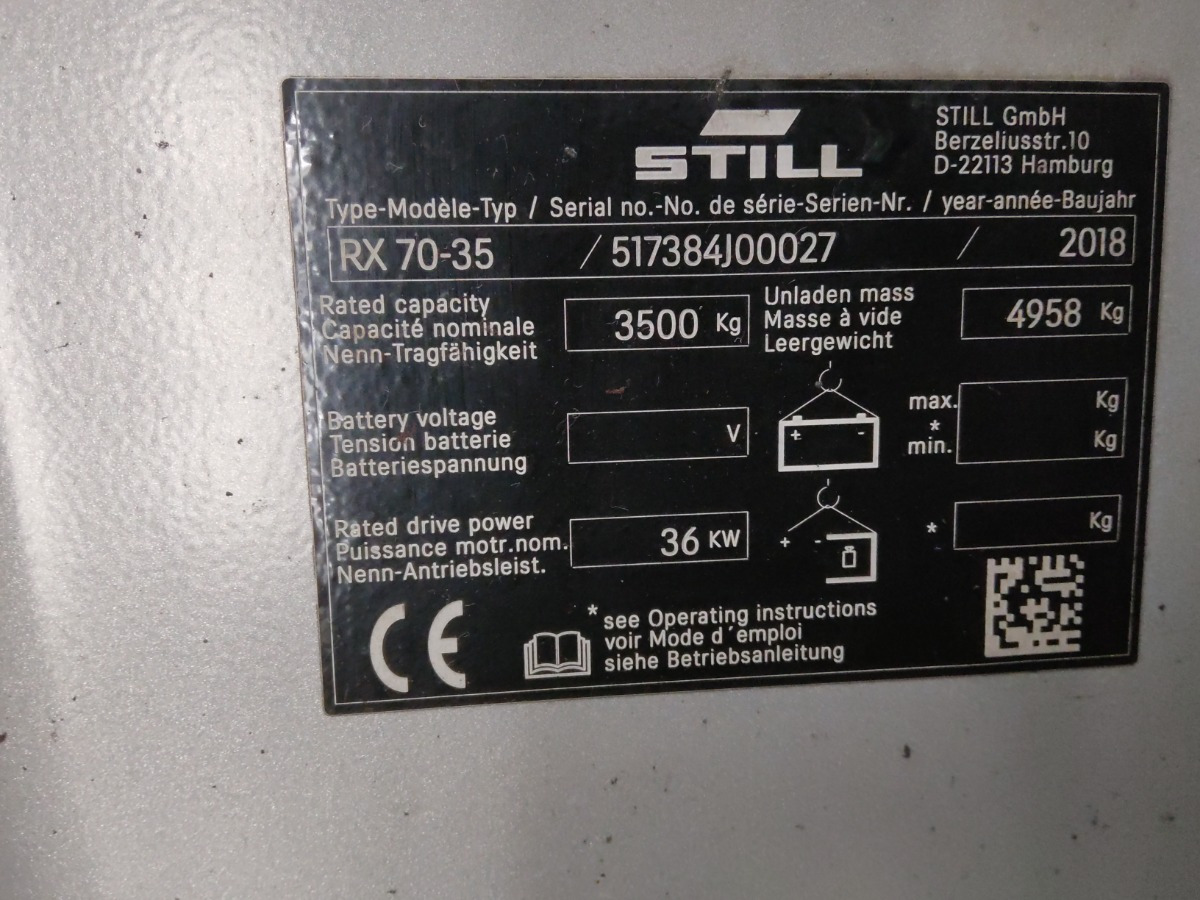 STILL
STILL GmbH
Berzeliusstr.10
D-22113 Hamburg
Type-Modèle-Typ / Serial no.-No. de série-Serien-Nr. / year-année-Baujahr
RX 70-35 / 517384J00027 / 2018
Rated capacity
Capacité nominale
Nenn-Tragfähigkeit
3500 Kg
Unladen mass
Masse à vide
Leergewicht
4958 Kg
Battery voltage
Tension batterie
Batteriespannung
V
+ -
max. Kg
*
min. Kg
Rated drive power
Puissance motr.nom.
Nenn-Antriebsleist.
36 KW
+ -
* Kg
CE
* see Operating instructions
voir Mode d´emploi
siehe Betriebsanleitung